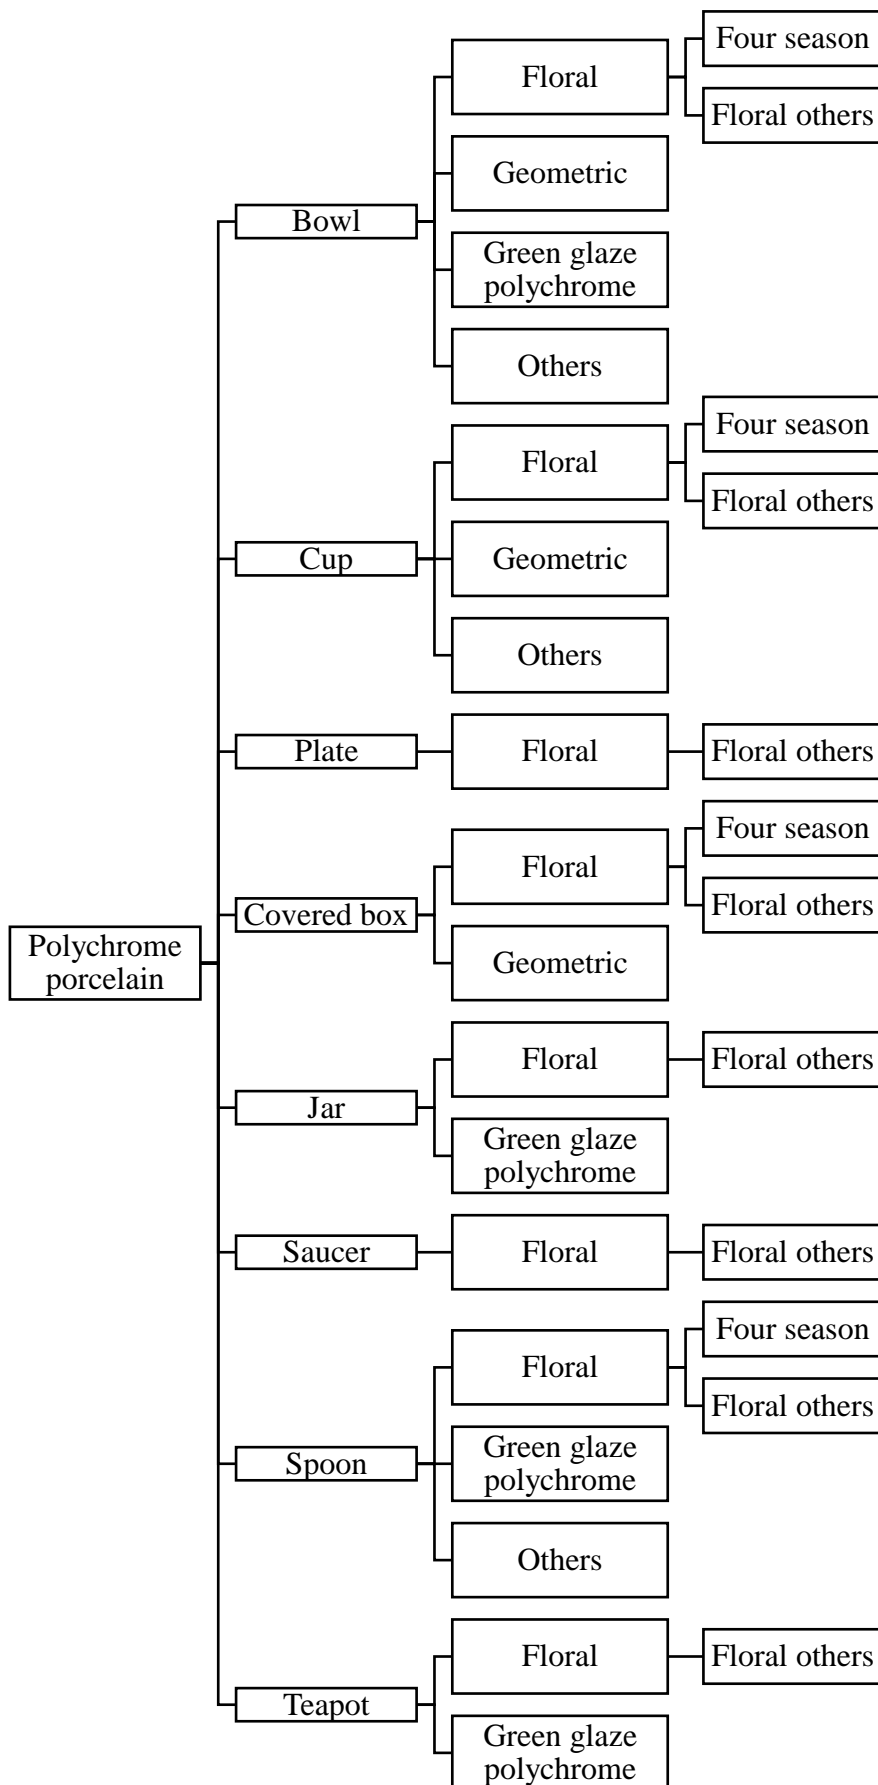 Four season
Floral
Floral others
Geometric
Bowl
Green glaze
polychrome
Others
Four season
Floral
Floral others
Cup
Geometric
Others
Plate
Floral
Floral others
Four season
Floral
Floral others
Covered box
Geometric
Polychrome
porcelain
Floral
Floral others
Jar
Green glaze
polychrome
Saucer
Floral
Floral others
Four season
Floral
Floral others
Spoon
Green glaze
polychrome
Others
Floral
Floral others
Teapot
Green glaze
polychrome